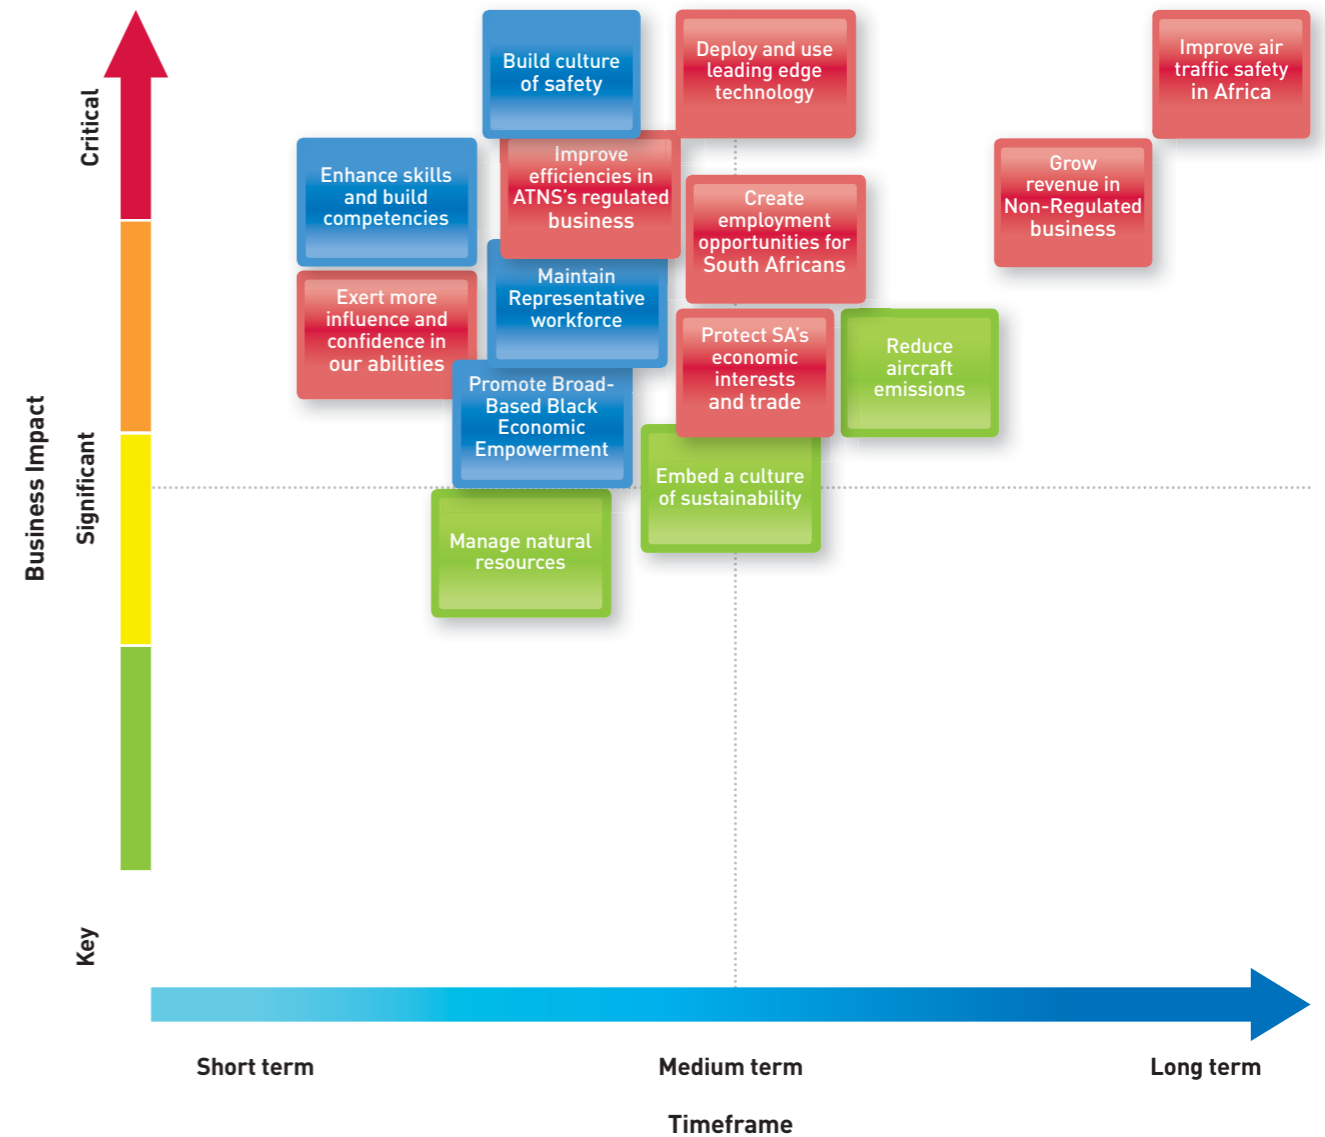 Build culture
of safety
Deploy and use
leading edge
technology
Improve air
traffic safety
in Africa
Critical
Enhance skills
and build
competencies
Improve
efficiencies in
ATNS's regulated
business
Create
employment
opportunities for
South Africans
Grow
revenue in
Non-Regulated
business
Exert more
influence and
confidence in
our abilities
Maintain
Representative
workforce
Protect SA's
economic
interests
and trade
Reduce
aircraft
emissions
Promote Broad-
Based Black
Economic
Empowerment
Embed a culture
of sustainability
Manage natural
resources
Business Impact
Significant
Key
Short term
Medium term
Long term
Timeframe